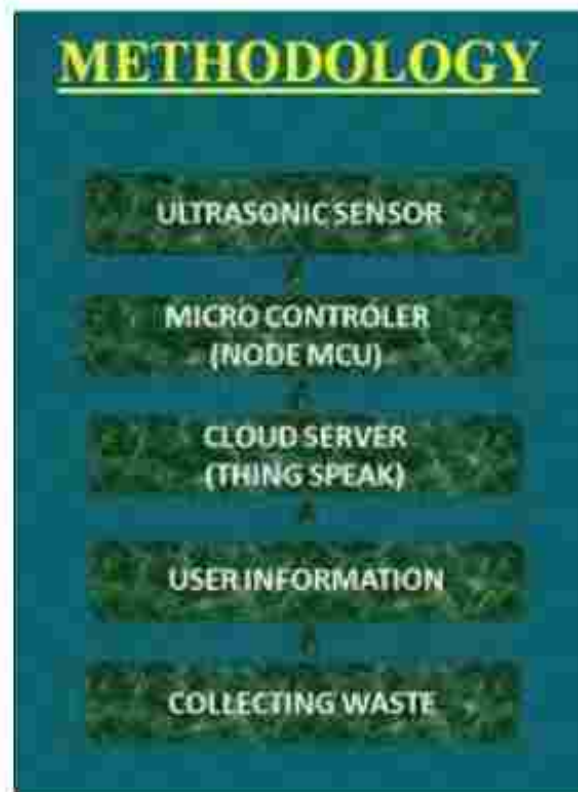 METHODOLOGY
ULTRASONIC SENSOR
MICRO CONTROLER
(NODE MCU)
CLOUD SERVER
(THING SPEAK)
USER INFORMATION
COLLECTING WASTE